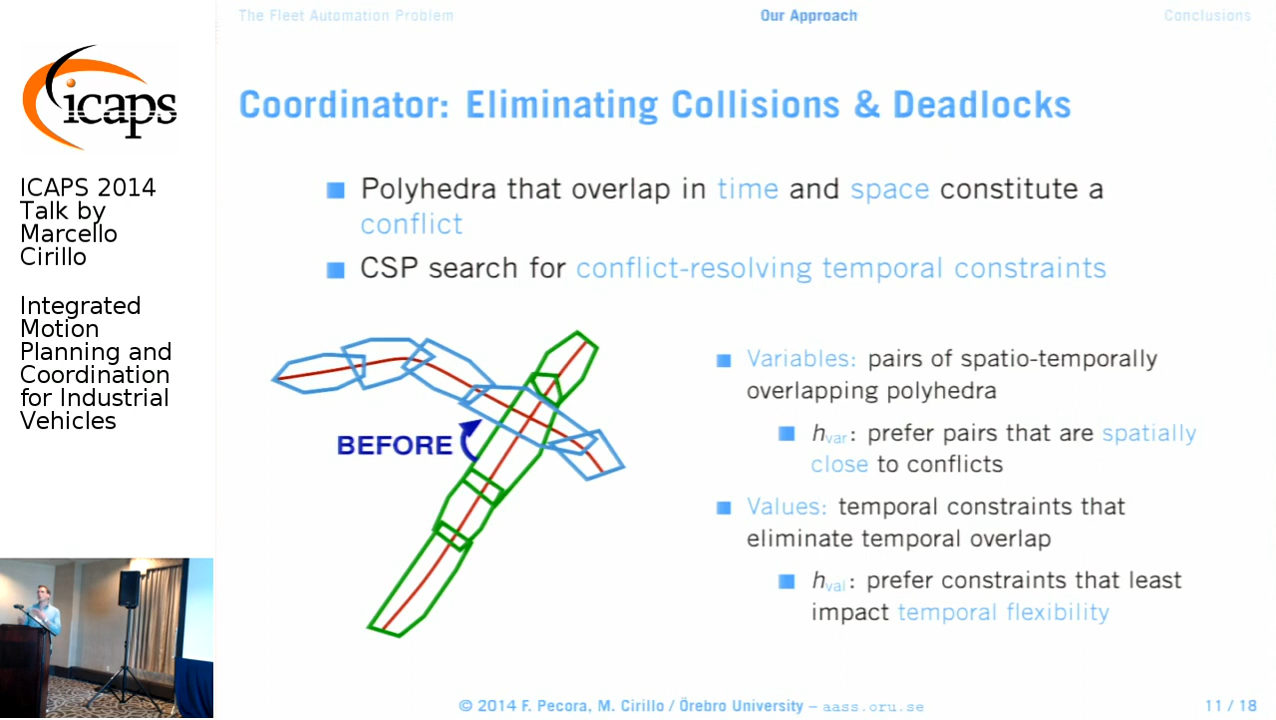 The Fleet Automation Problem
Our Approach
Conclusions
icaps
ICAPS 2014
Talk by
Marcello
Cirillo
Integrated
Motion
Planning and
Coordination
for Industrial
Vehicles
Coordinator: Eliminating Collisions & Deadlocks
Polyhedra that overlap in time and space constitute a
conflict
CSP search for conflict-resolving temporal constraints
BEFORE
Variables: pairs of spatio-temporally
overlapping polyhedra
hvar: prefer pairs that are spatially
close to conflicts
Values: temporal constraints that
eliminate temporal overlap
hval: prefer constraints that least
impact temporal flexibility
© 2014 F. Pecora, M. Cirillo / Örebro University – aass.oru.se
11 / 18